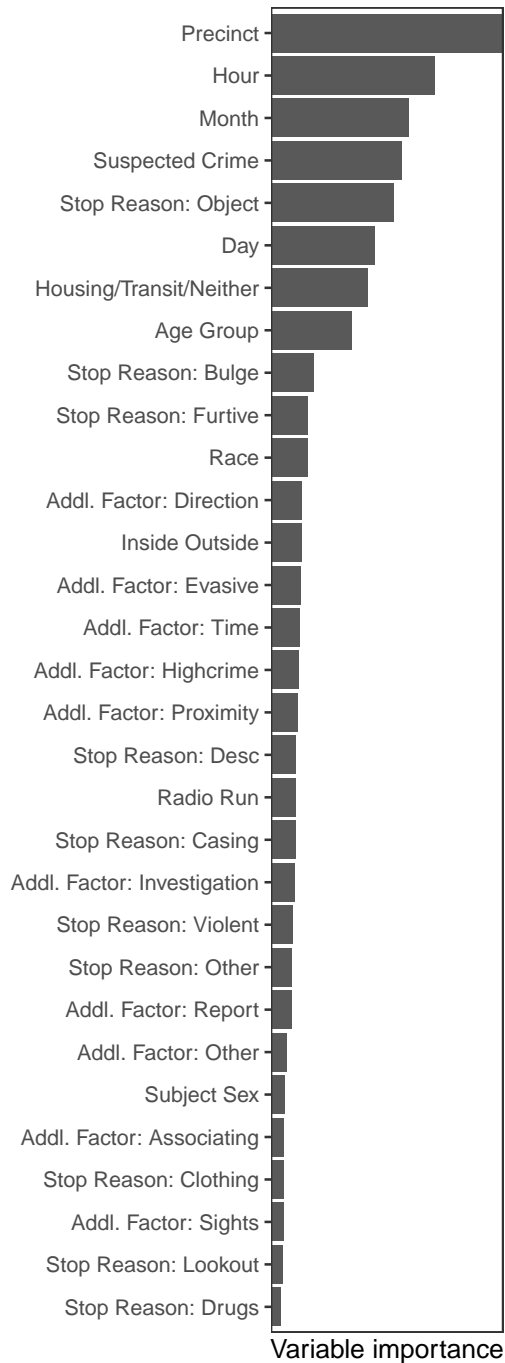 Precinct
Hour
Month
Suspected Crime
Stop Reason: Object
Day
Housing/Transit/Neither
Age Group
Stop Reason: Bulge
Stop Reason: Furtive
Race
Addl. Factor: Direction
Inside Outside
Addl. Factor: Evasive
Addl. Factor: Time
Addl. Factor: Highcrime
Addl. Factor: Proximity
Stop Reason: Desc
Radio Run
Stop Reason: Casing
Addl. Factor: Investigation
Stop Reason: Violent
Stop Reason: Other
Addl. Factor: Report
Addl. Factor: Other
Subject Sex
Addl. Factor: Associating
Stop Reason: Clothing
Addl. Factor: Sights
Stop Reason: Lookout
Stop Reason: Drugs
Variable importance